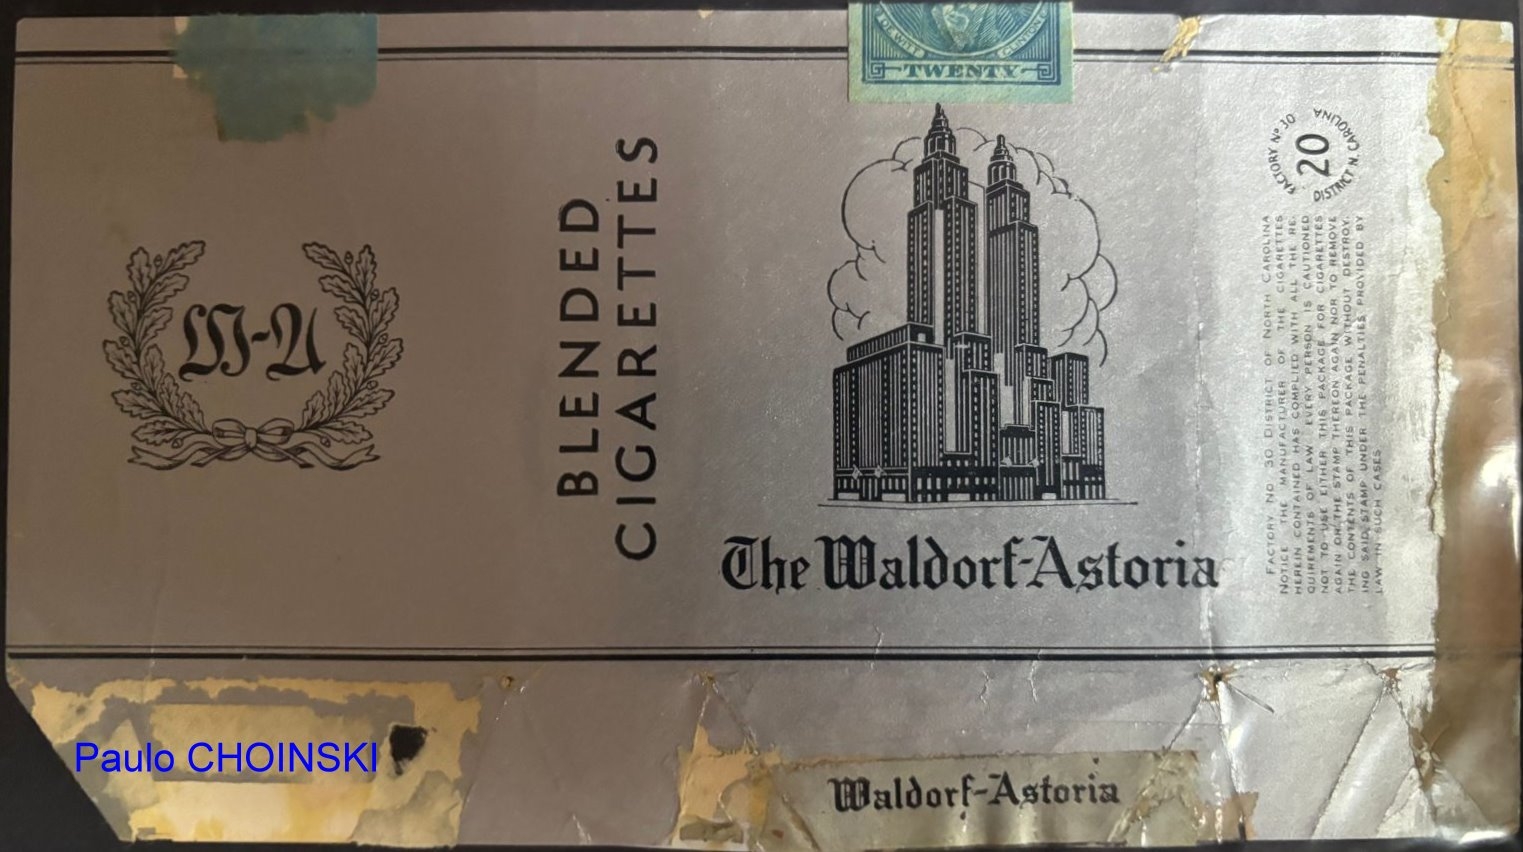 DE WITT CLINTON
TWENTY
W-A
BLENDED
CIGARETTES
The Waldorf-Astoria
FACTORY Nº 30
20
DISTRICT N. CAROLINA
FACTORY NO 30 DISTRICT OF NORTH CAROLINA
NOTICE THE MANUFACTURER OF THE CIGARETTES
HEREIN CONTAINED HAS COMPLIED WITH ALL THE RE-
QUIREMENTS OF LAW EVERY PERSON IS CAUTIONED
NOT TO USE EITHER THIS PACKAGE FOR CIGARETTES
AGAIN OR THE STAMP THEREON AGAIN NOR TO REMOVE
THE CONTENTS OF THIS PACKAGE WITHOUT DESTROY-
ING SAID STAMP UNDER THE PENALTIES PROVIDED BY
LAW IN SUCH CASES
Waldorf-Astoria
Paulo CHOINSKI